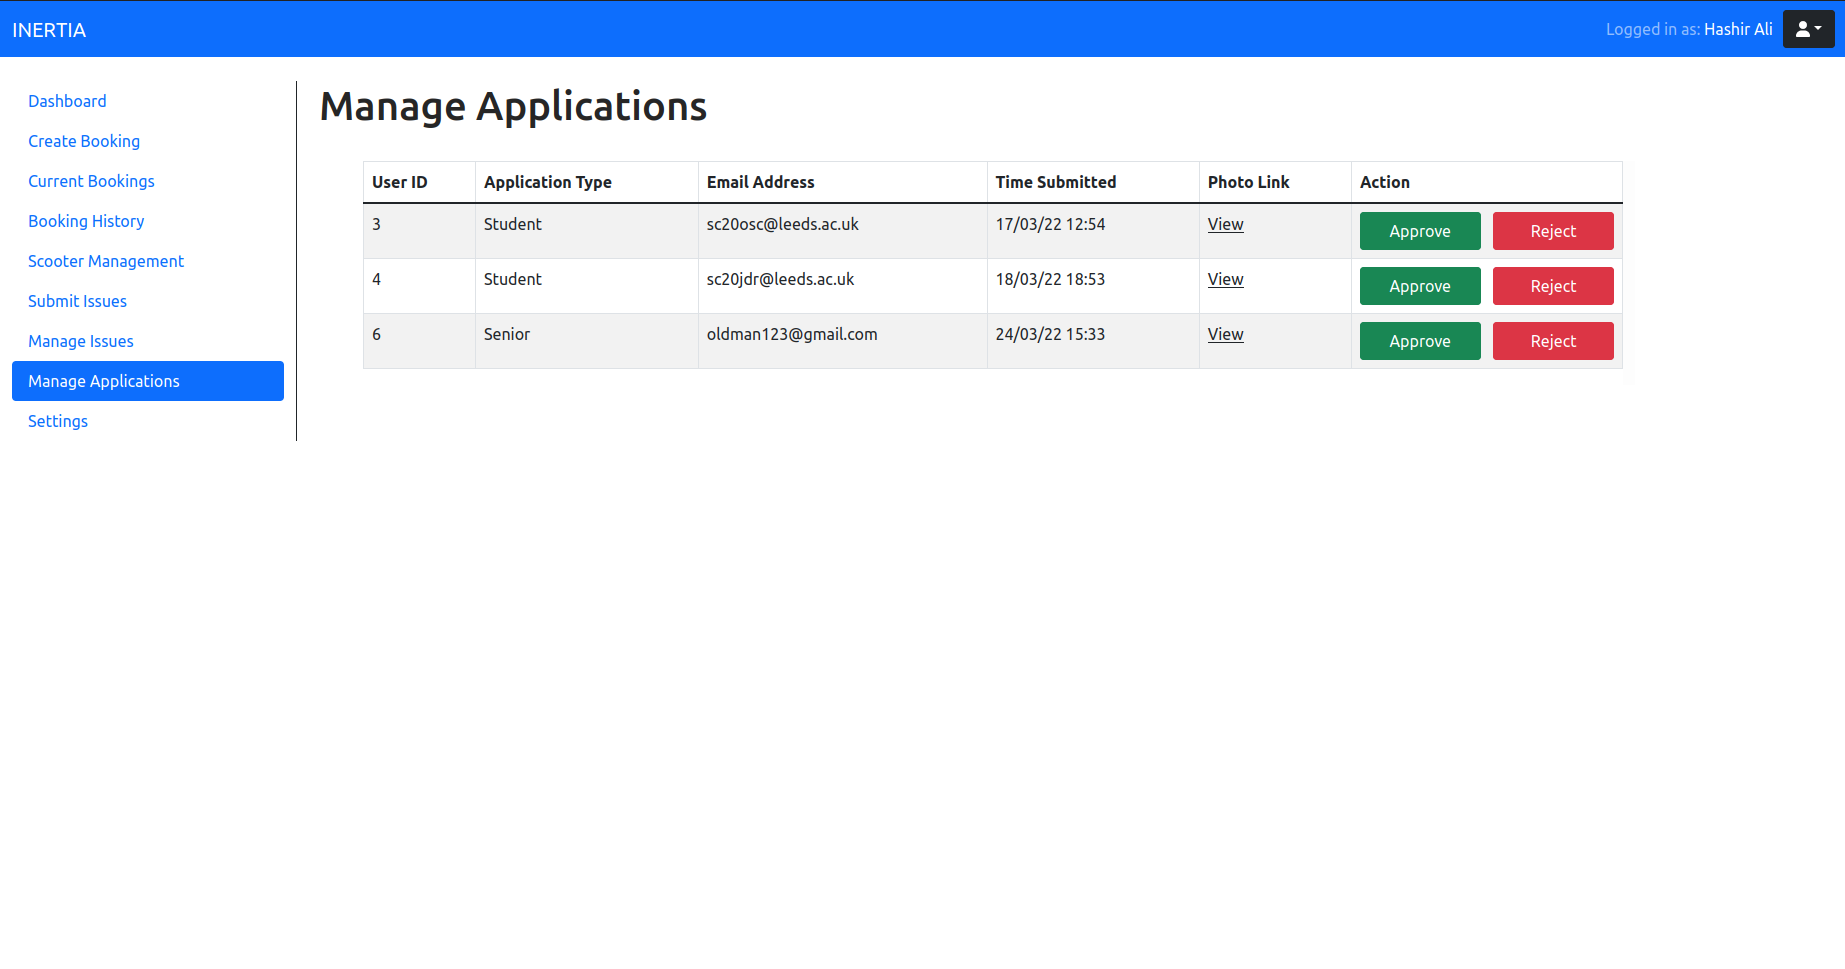 INERTIA
Logged in as: Hashir Ali
Dashboard
Create Booking
Current Bookings
Booking History
Scooter Management
Submit Issues
Manage Issues
Manage Applications
Settings
Manage Applications
User ID Application Type Email Address Time Submitted Photo Link Action
3 Student sc20osc@leeds.ac.uk 17/03/22 12:54 View Approve Reject
4 Student sc20jdr@leeds.ac.uk 18/03/22 18:53 View Approve Reject
6 Senior oldman123@gmail.com 24/03/22 15:33 View Approve Reject